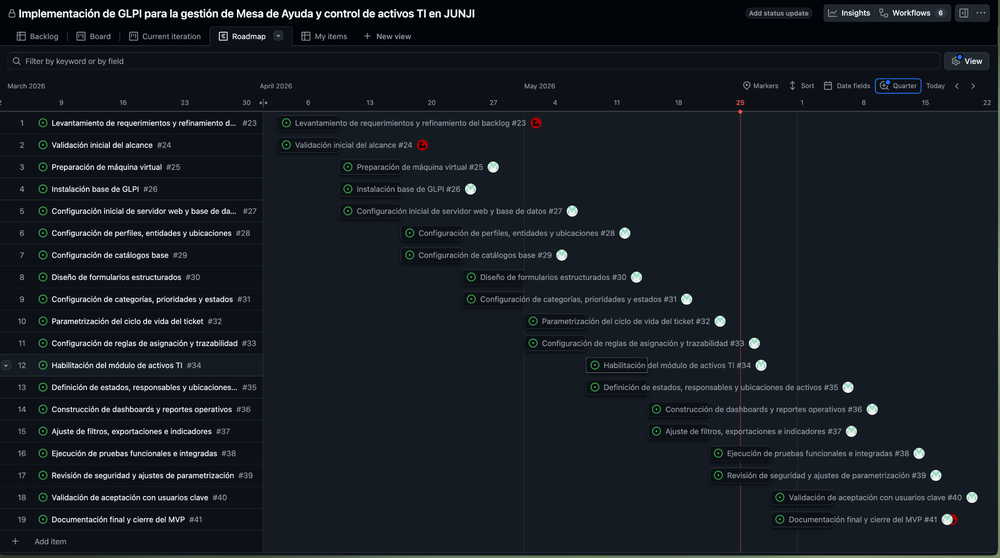 Implementación de GLPI para la gestión de Mesa de Ayuda y control de activos TI en JUNJI
Add status update
Insights
Workflows 6
Backlog
Board
Current iteration
Roadmap
My items
New view
Filter by keyword or by field
View
March 2026 April 2026 May 2026
Markers
Sort
Date fields
Quarter
Today
2 9 16 23 30 6 13 20 27 4 11 18 25 1 8 15 22
1 Levantamiento de requerimientos y refinamiento d... #23 Levantamiento de requerimientos y refinamiento del backlog #23
2 Validación inicial del alcance #24 Validación inicial del alcance #24
3 Preparación de máquina virtual #25 Preparación de máquina virtual #25
4 Instalación base de GLPI #26 Instalación base de GLPI #26
5 Configuración inicial de servidor web y base de da... #27 Configuración inicial de servidor web y base de datos #27
6 Configuración de perfiles, entidades y ubicaciones #28 Configuración de perfiles, entidades y ubicaciones #28
7 Configuración de catálogos base #29 Configuración de catálogos base #29
8 Diseño de formularios estructurados #30 Diseño de formularios estructurados #30
9 Configuración de categorías, prioridades y estados #31 Configuración de categorías, prioridades y estados #31
10 Parametrización del ciclo de vida del ticket #32 Parametrización del ciclo de vida del ticket #32
11 Configuración de reglas de asignación y trazabilidad #33 Configuración de reglas de asignación y trazabilidad #33
12 Habilitación del módulo de activos TI #34 Habilitación del módulo de activos TI #34
13 Definición de estados, responsables y ubicaciones... #35 Definición de estados, responsables y ubicaciones de activos #35
14 Construcción de dashboards y reportes operativos #36 Construcción de dashboards y reportes operativos #36
15 Ajuste de filtros, exportaciones e indicadores #37 Ajuste de filtros, exportaciones e indicadores #37
16 Ejecución de pruebas funcionales e integradas #38 Ejecución de pruebas funcionales e integradas #38
17 Revisión de seguridad y ajustes de parametrización #39 Revisión de seguridad y ajustes de parametrización #39
18 Validación de aceptación con usuarios clave #40 Validación de aceptación con usuarios clave #40
19 Documentación final y cierre del MVP #41 Documentación final y cierre del MVP #41
Add item